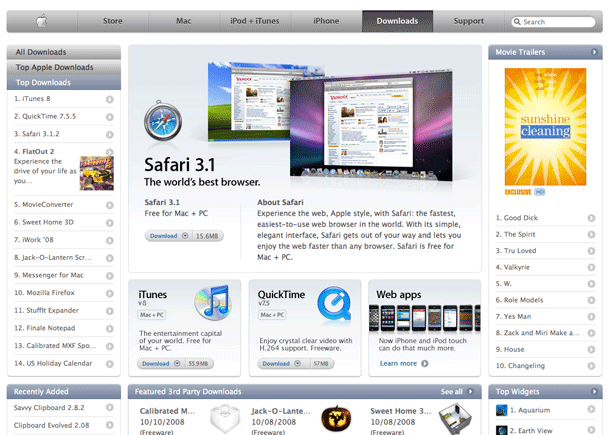 Store
Mac
iPod + iTunes
iPhone
Downloads
Support
Search
All Downloads
Top Apple Downloads
Top Downloads
1. iTunes 8
2. QuickTime 7.5.5
3. Safari 3.1.2
4. FlatOut 2
Experience the
drive of your life as
you...
5. MovieConverter
6. Sweet Home 3D
7. iWork '08
8. Jack-O-Lantern Scr...
9. Messenger for Mac
10. Mozilla Firefox
11. Stuffit Expander
12. Finale Notepad
13. Calibrated MXF Spo...
14. US Holiday Calendar
YAHOO!
YAHOO!
Safari 3.1
The world's best browser.
Safari 3.1
Free for Mac + PC
Download
15.6MB
About Safari
Experience the web, Apple style, with Safari: the fastest,
easiest-to-use web browser in the world. With its simple,
elegant interface, Safari gets out of your way and lets you
enjoy the web faster than any browser. Safari is free for
Mac + PC.
iTunes
v8
Mac + PC
The entertainment capital
of your world. Free for
Mac + PC.
Download
55.9MB
QuickTime
v7.5
Mac + PC
Enjoy crystal clear video with
H.264 support. Freeware.
Download
57MB
Web apps
Now iPhone and iPod touch
can do that much more.
Learn more
Movie Trailers
sunshine
cleaning
EXCLUSIVE HD
1. Good Dick
2. The Spirit
3. Tru Loved
4. Valkyrie
5. W.
6. Role Models
7. Yes Man
8. Zack and Miri Make a...
9. House
10. Changeling
Recently Added
Savvy Clipboard 2.8.2
Clipboard Evolved 2.08
Featured 3rd Party Downloads
See all
Calibrated M...
10/10/2008
(Freeware)
Jack-O-Lante...
10/08/2008
(Freeware)
Sweet Home 3...
10/08/2008
(Freeware)
Top Widgets
1. Aquarium
2. Earth View